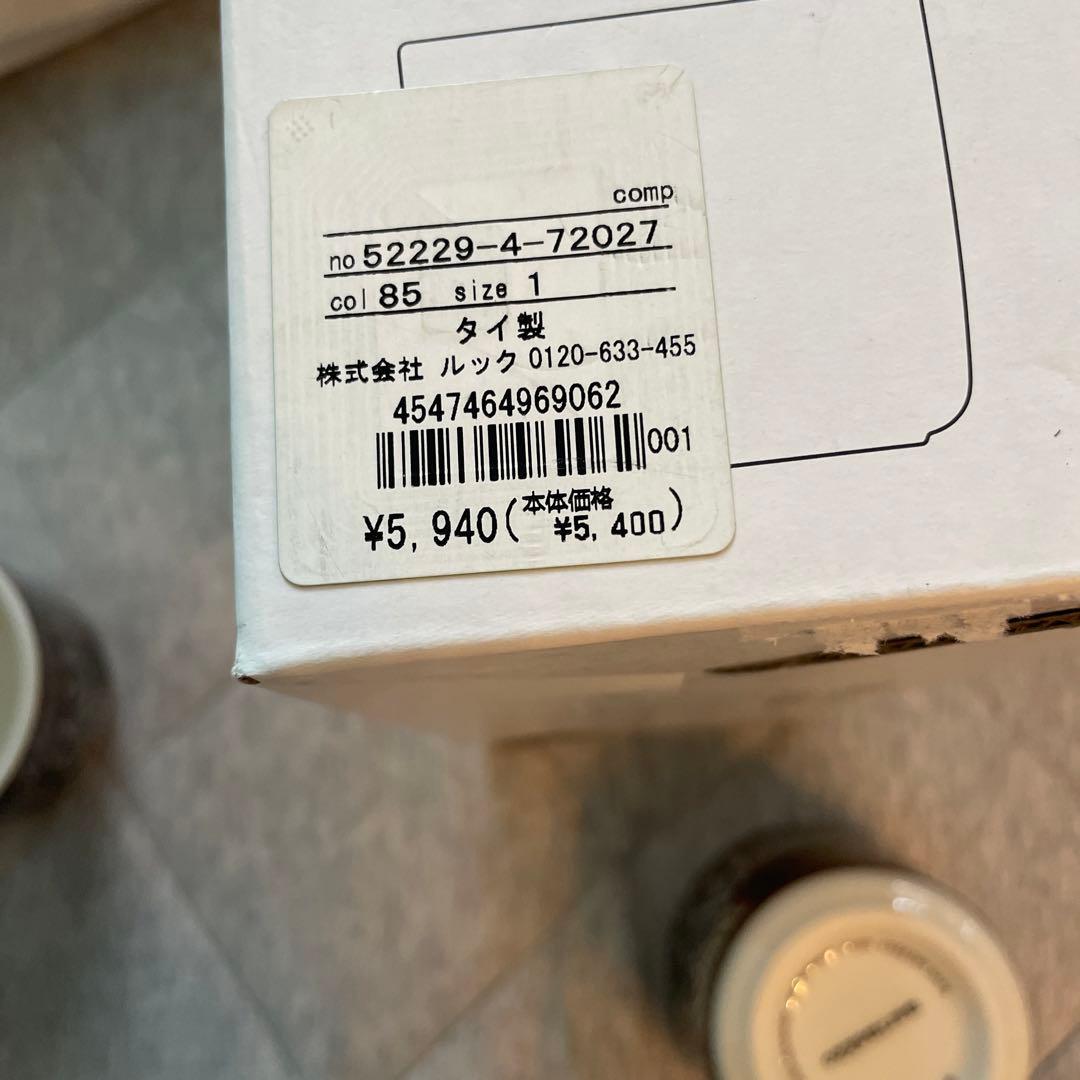 comp
no 52229-4-72027
col 85 size 1
タイ製
株式会社 ルック 0120-633-455
4547464969062
001
¥5,940(本体価格 ¥5,400)